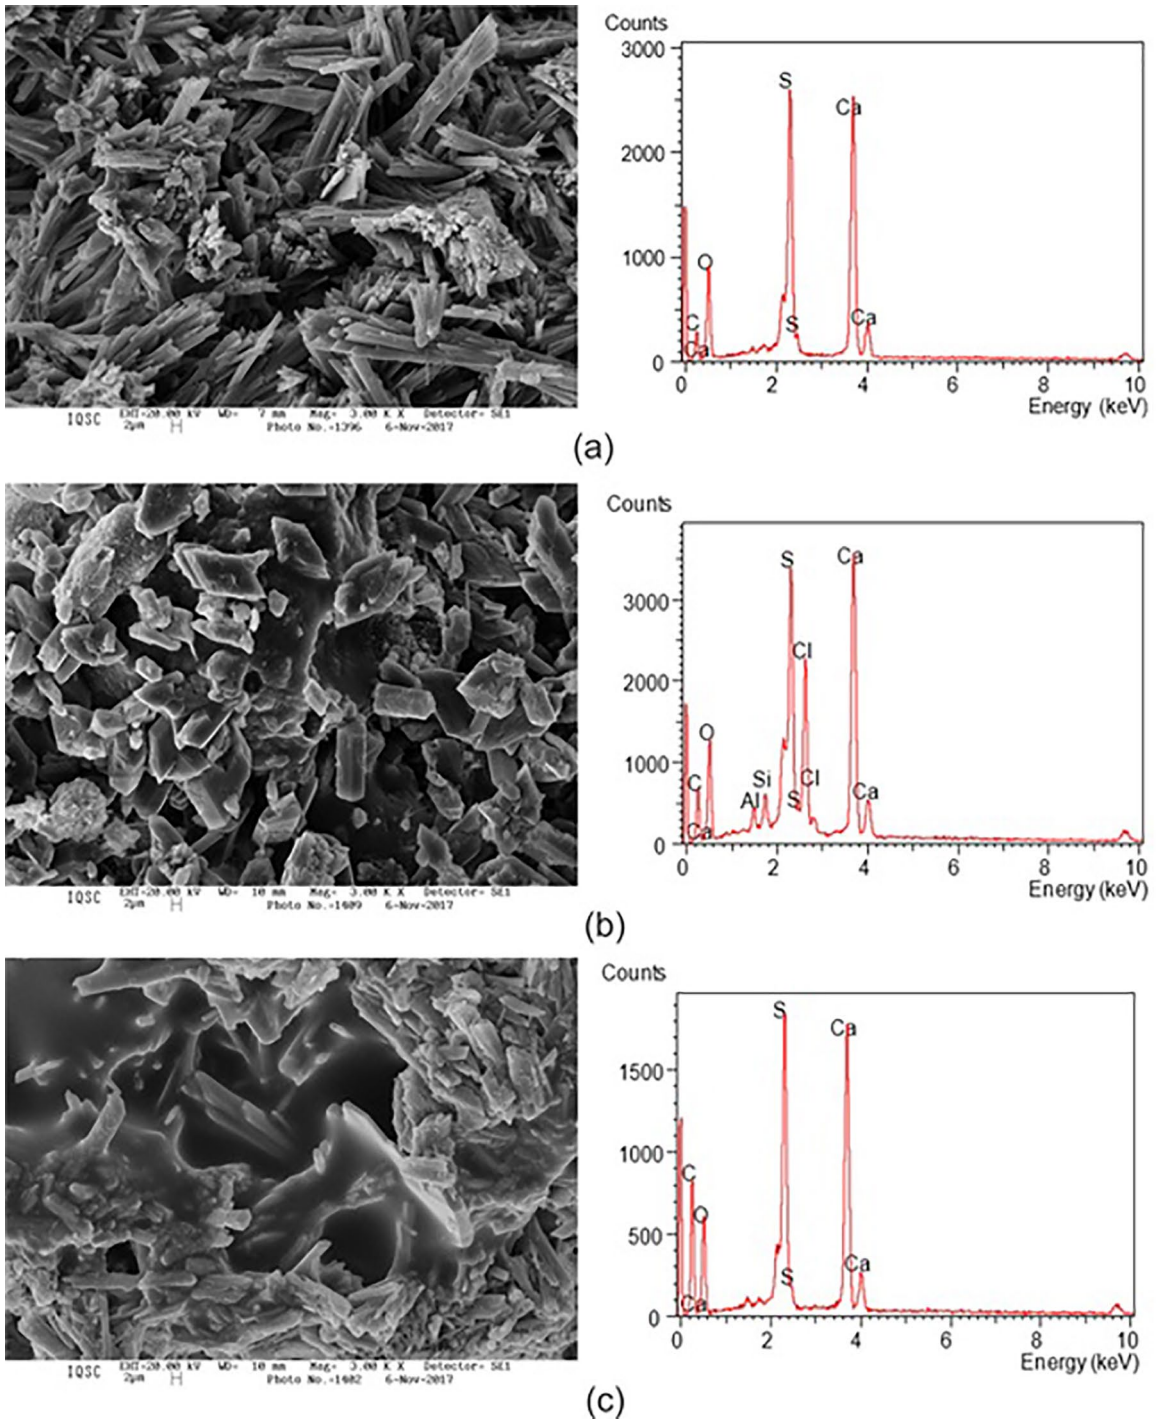 Counts
3000
S
Ca
2000
1000
O
C
Ca
S
Ca
0
0 2 4 6 8 10
Energy (keV)
IQSC EHT=20.00 kV WD= 7 mm Mag= 3.00 K X Detector= SE1
2µm Photo No.=1396 6-Nov-2017
(a)
Counts
S
Ca
3000
Cl
2000
O
1000
C
Al
Si
S
Cl
Ca
Ca
0
0 2 4 6 8 10
Energy (keV)
IQSC EHT=20.00 kV WD= 10 mm Mag= 3.00 K X Detector= SE1
2µm Photo No.=1409 6-Nov-2017
(b)
Counts
S
Ca
1500
1000
C
O
500
S
Ca
Ca
0
0 2 4 6 8 10
Energy (keV)
IQSC EHT=20.00 kV WD= 10 mm Mag= 3.00 K X Detector= SE1
2µm Photo No.=1402 6-Nov-2017
(c)